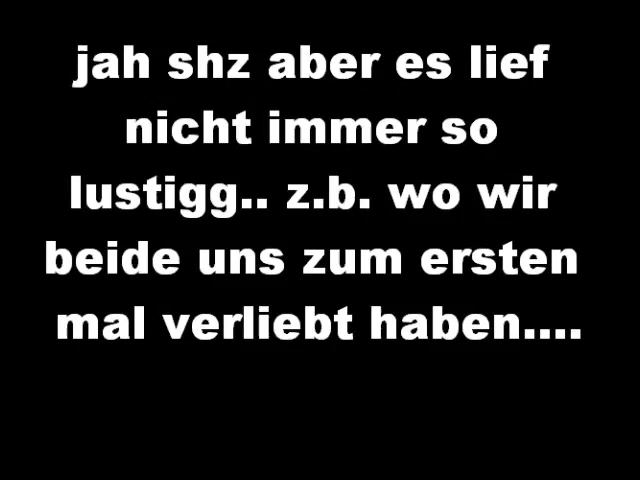 jah shz aber es lief
nicht immer so
lustigg.. z.b. wo wir
beide uns zum ersten
mal verliebt haben....